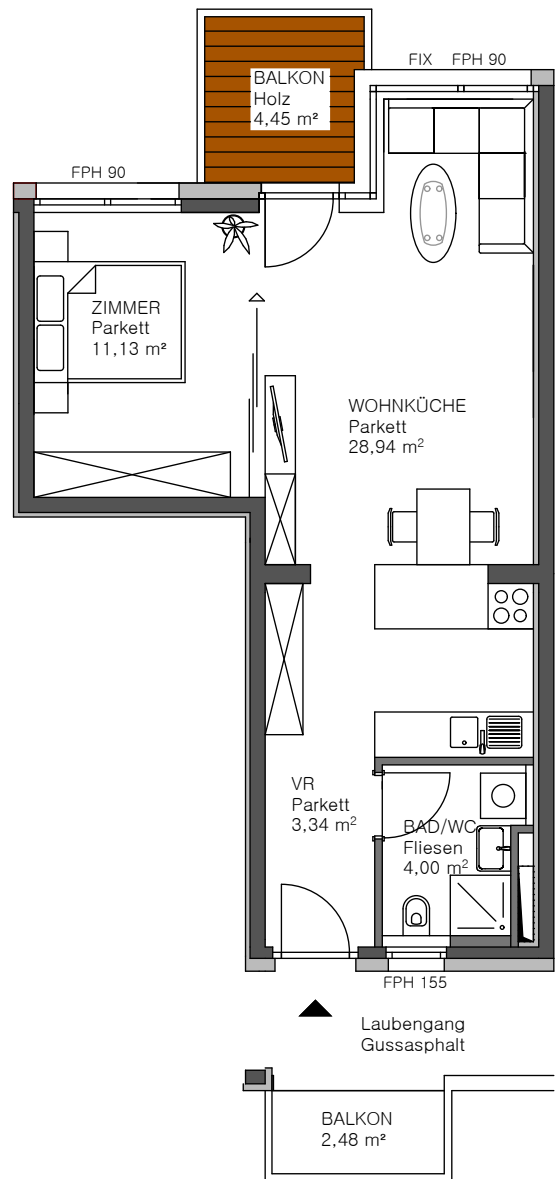 FIX FPH 90
BALKON
Holz
4,45 m²
FPH 90
ZIMMER
Parkett
11,13 m²
WOHNKÜCHE
Parkett
28,94 m²
VR
Parkett
3,34 m²
BAD/WC
Fliesen
4,00 m²
FPH 155
Laubengang
Gussasphalt
BALKON
2,48 m²